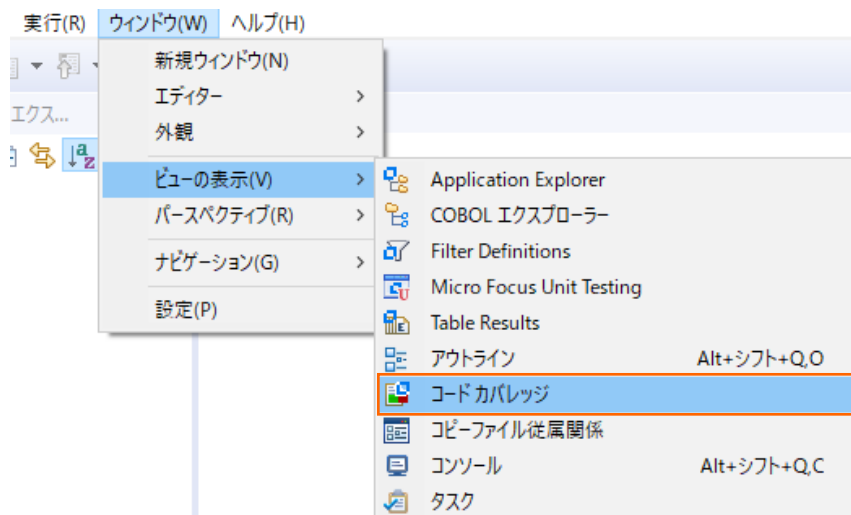 実行(R) ウィンドウ(W) ヘルプ(H)
新規ウィンドウ(N)
エディター
エクス...
外観
ビューの表示(V)
パースペクティブ(R)
ナビゲーション(G)
設定(P)
Application Explorer
COBOL エクスプローラー
Filter Definitions
Micro Focus Unit Testing
Table Results
アウトライン Alt+シフト+Q,O
コード カバレッジ
コピーファイル従属関係
コンソール Alt+シフト+Q,C
タスク